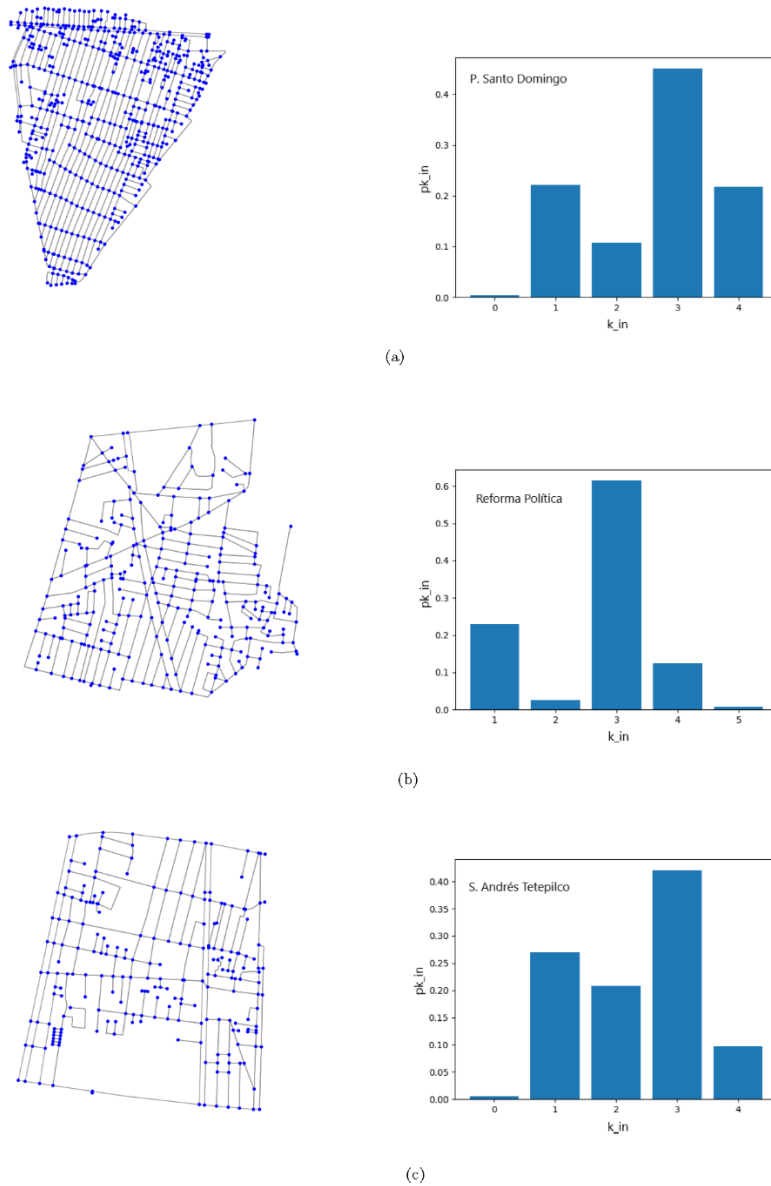 P. Santo Domingo
0.4
0.3
0.2
0.1
0.0
pk_in
0 1 2 3 4
k_in
(a)
Reforma Política
0.6
0.5
0.4
0.3
0.2
0.1
0.0
pk_in
1 2 3 4 5
k_in
(b)
S. Andrés Tetepilco
0.40
0.35
0.30
0.25
0.20
0.15
0.10
0.05
0.00
pk_in
0 1 2 3 4
k_in
(c)